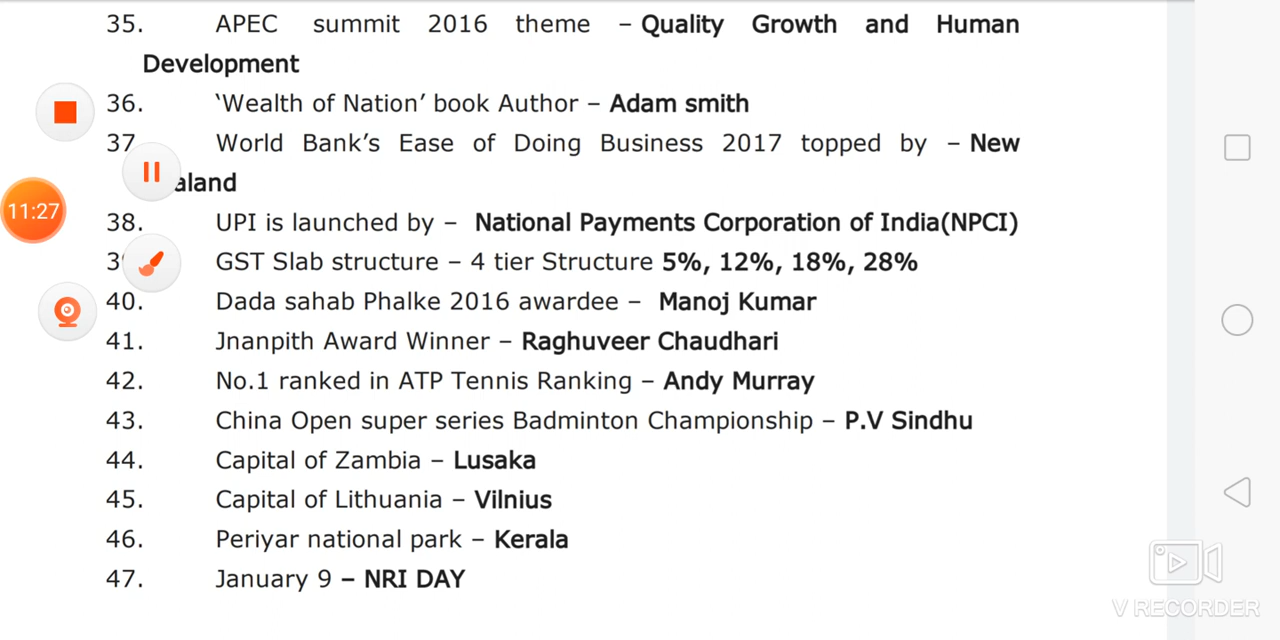 35. APEC summit 2016 theme – Quality Growth and Human
Development
36. ‘Wealth of Nation’ book Author – Adam smith
37 World Bank’s Ease of Doing Business 2017 topped by – New
aland
11:27
38. UPI is launched by – National Payments Corporation of India(NPCI)
3 GST Slab structure – 4 tier Structure 5%, 12%, 18%, 28%
40. Dada sahab Phalke 2016 awardee – Manoj Kumar
41. Jnanpith Award Winner – Raghuveer Chaudhari
42. No.1 ranked in ATP Tennis Ranking – Andy Murray
43. China Open super series Badminton Championship – P.V Sindhu
44. Capital of Zambia – Lusaka
45. Capital of Lithuania – Vilnius
46. Periyar national park – Kerala
47. January 9 – NRI DAY
V RECORDER